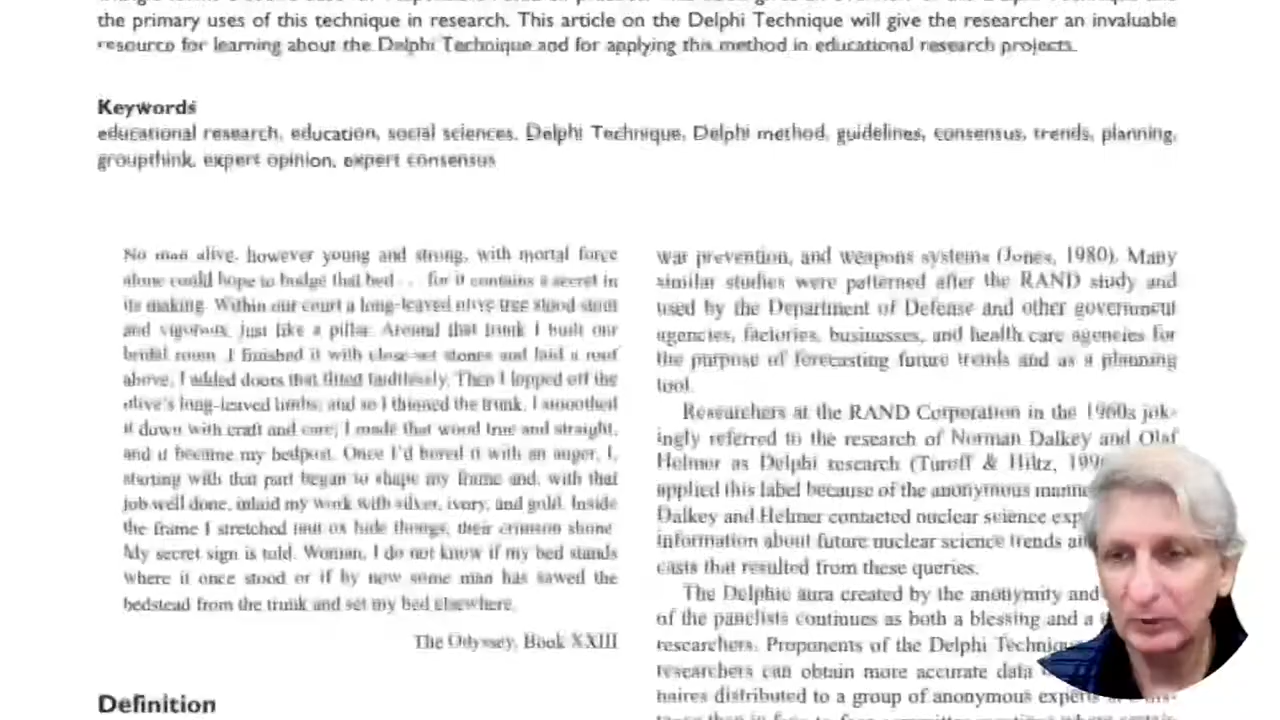 the primary uses of this technique in research. This article on the Delphi Technique will give the researcher an invaluable
resource for learning about the Delphi Technique and for applying this method in educational research projects.
Keywords
educational research, education, social sciences, Delphi Technique, Delphi method, guidelines, consensus, trends, planning,
groupthink, expert opinion, expert consensus
No man alive, however young and strong, with mortal force
alone could hope to budge that bed . . . for it contains a secret in
its making. Within our court a long-leaved olive tree stood stout
and vigorous, just like a pillar. Around that trunk I built our
bridal room. I finished it with close-set stones and laid a roof
above, I added doors that fitted faultlessly. Then I lopped off the
olive's long-leaved limbs; and so I thinned the trunk. I smoothed
it down with craft and care; I made that wood true and straight,
and it became my bedpost. Once I'd bored it with an auger, I,
starting with that part began to shape my frame and, with that
job well done, inlaid my work with silver, ivory, and gold. Inside
the frame I stretched taut ox hide thongs, their crimson shone.
My secret sign is told. Woman, I do not know if my bed stands
where it once stood or if by now some man has sawed the
bedstead from the trunk and set my bed elsewhere.
The Odyssey, Book XXIII
Definition
war prevention, and weapons systems (Jones, 1980). Many
similar studies were patterned after the RAND study and
used by the Department of Defense and other government
agencies, factories, businesses, and health care agencies for
the purpose of forecasting future trends and as a planning
tool.
Researchers at the RAND Corporation in the 1960s jok-
ingly referred to the research of Norman Dalkey and Olaf
Helmer as Delphi research (Turoff & Hiltz,
applied this label because of the anonymous
Dalkey and Helmer contacted nuclear science
information about future nuclear science trends
casts that resulted from these queries.
The Delphic aura created by the anonymity and
of the panelists continues as both a blessing and a
researchers. Proponents of the Delphi
researchers can obtain more accurate data
naires distributed to a group of anonymous